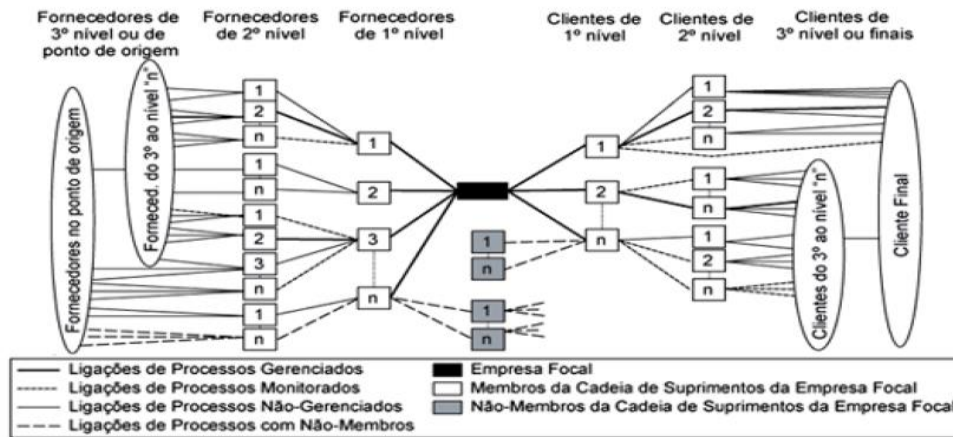 Fornecedores de
3º nível ou de
ponto de origem
Fornecedores
de 2º nível
Fornecedores
de 1º nível
Clientes de
1º nível
Clientes de
2º nível
Clientes de
3º nível ou finais
Fornecedores no ponto de origem
Forneced. do 3º ao nível "n"
1
2
n
1
n
1
2
3
n
1
n
1
2
3
n
1
n
1
n
1
2
n
1
2
n
1
n
1
2
n
Clientes do 3º ao nível "n"
Cliente Final
Ligações de Processos Gerenciados
Ligações de Processos Monitorados
Ligações de Processos Não-Gerenciados
Ligações de Processos com Não-Membros
Empresa Focal
Membros da Cadeia de Suprimentos da Empresa Focal
Não-Membros da Cadeia de Suprimentos da Empresa Focal